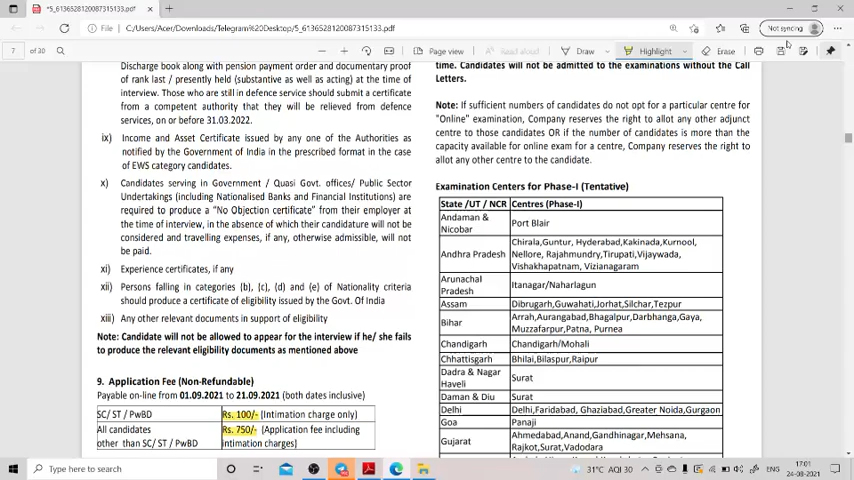 *5_6136528120087315133.pdf
File
C:/Users/Acer/Downloads/Telegram%20Desktop/5_6136528120087315133.pdf
Not syncing
7 of 30
Page view
Read aloud
Draw
Highlight
Erase
Discharge book along with pension payment order and documentary proof
of rank last / presently held (substantive as well as acting) at the time of
interview. Those who are still in defence service should submit a certificate
from a competent authority that they will be relieved from defence
services, on or before 31.03.2022.
ix) Income and Asset Certificate issued by any one of the Authorities as
notified by the Government of India in the prescribed format in the case
of EWS category candidates.
x) Candidates serving in Government / Quasi Govt. offices/ Public Sector
Undertakings (including Nationalised Banks and Financial Institutions) are
required to produce a "No Objection certificate" from their employer at
the time of interview, in the absence of which their candidature will not be
considered and travelling expenses, if any, otherwise admissible, will not
be paid.
xi) Experience certificates, if any
xii) Persons falling in categories (b), (c), (d) and (e) of Nationality criteria
should produce a certificate of eligibility issued by the Govt. Of India
xiii) Any other relevant documents in support of eligibility
Note: Candidate will not be allowed to appear for the interview if he/ she fails
to produce the relevant eligibility documents as mentioned above
9. Application Fee (Non-Refundable)
Payable on-line from 01.09.2021 to 21.09.2021 (both dates inclusive)
SC/ ST / PwBD Rs. 100/- (Intimation charge only)
All candidates Rs. 750/- (Application fee including
other than SC/ ST / PwBD intimation charges)
time. Candidates will not be admitted to the examinations without the Call
Letters.
Note: If sufficient numbers of candidates do not opt for a particular centre for
"Online" examination, Company reserves the right to allot any other adjunct
centre to those candidates OR if the number of candidates is more than the
capacity available for online exam for a centre, Company reserves the right to
allot any other centre to the candidate.
Examination Centers for Phase-I (Tentative)
State /UT / NCR Centres (Phase-I)
Andaman &
Nicobar
Port Blair
Andhra Pradesh
Chirala,Guntur, Hyderabad,Kakinada,Kurnool,
Nellore, Rajahmundry,Tirupati,Vijaywada,
Vishakhapatnam, Vizianagaram
Arunachal
Pradesh
Itanagar/Naharlagun
Assam Dibrugarh,Guwahati,Jorhat,Silchar,Tezpur
Bihar
Arrah,Aurangabad,Bhagalpur,Darbhanga,Gaya,
Muzzafarpur,Patna, Purnea
Chandigarh Chandigarh/Mohali
Chhattisgarh Bhilai,Bilaspur,Raipur
Dadra & Nagar
Haveli
Surat
Daman & Diu Surat
Delhi Delhi,Faridabad, Ghaziabad,Greater Noida,Gurgaon
Goa Panaji
Gujarat
Ahmedabad,Anand,Gandhinagar,Mehsana,
Rajkot,Surat,Vadodara
Type here to search
31°C AQI 30
ENG
17:01
24-08-2021